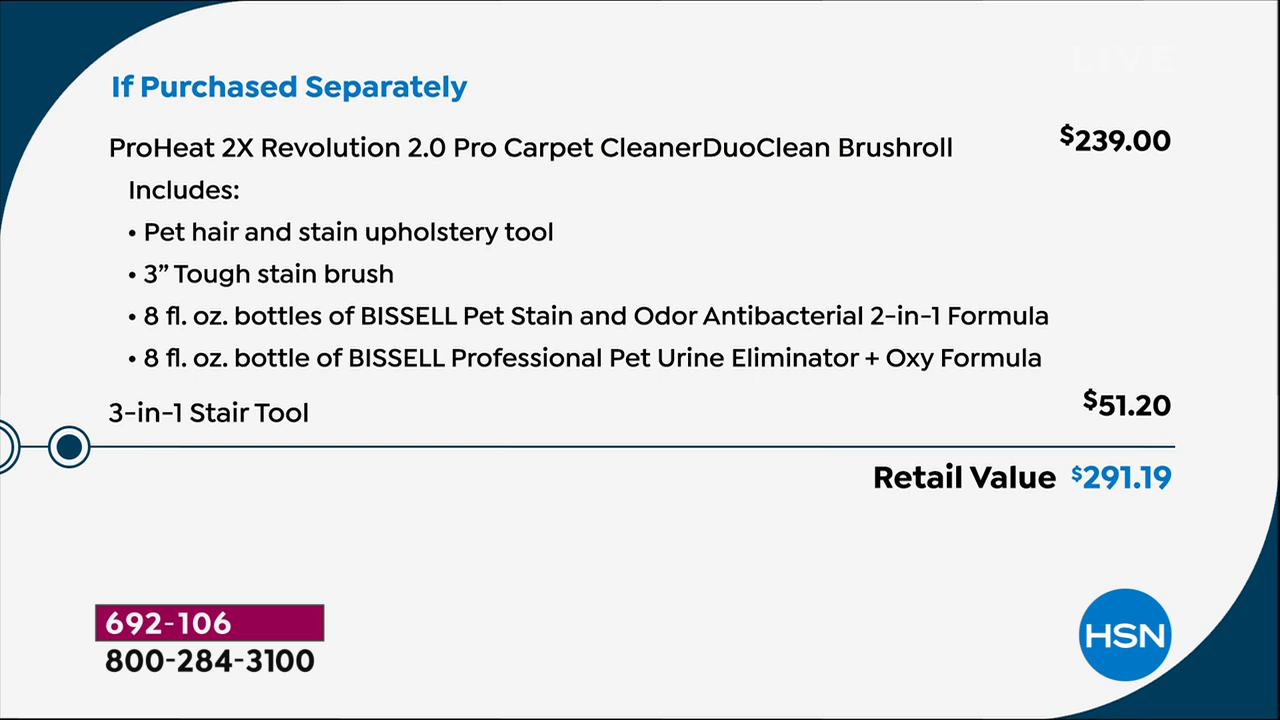 LIVE
If Purchased Separately
ProHeat 2X Revolution 2.0 Pro Carpet CleanerDuoClean Brushroll $239.00
Includes:
• Pet hair and stain upholstery tool
• 3” Tough stain brush
• 8 fl. oz. bottles of BISSELL Pet Stain and Odor Antibacterial 2-in-1 Formula
• 8 fl. oz. bottle of BISSELL Professional Pet Urine Eliminator + Oxy Formula
3-in-1 Stair Tool $51.20
Retail Value $291.19
692-106
800-284-3100
HSN